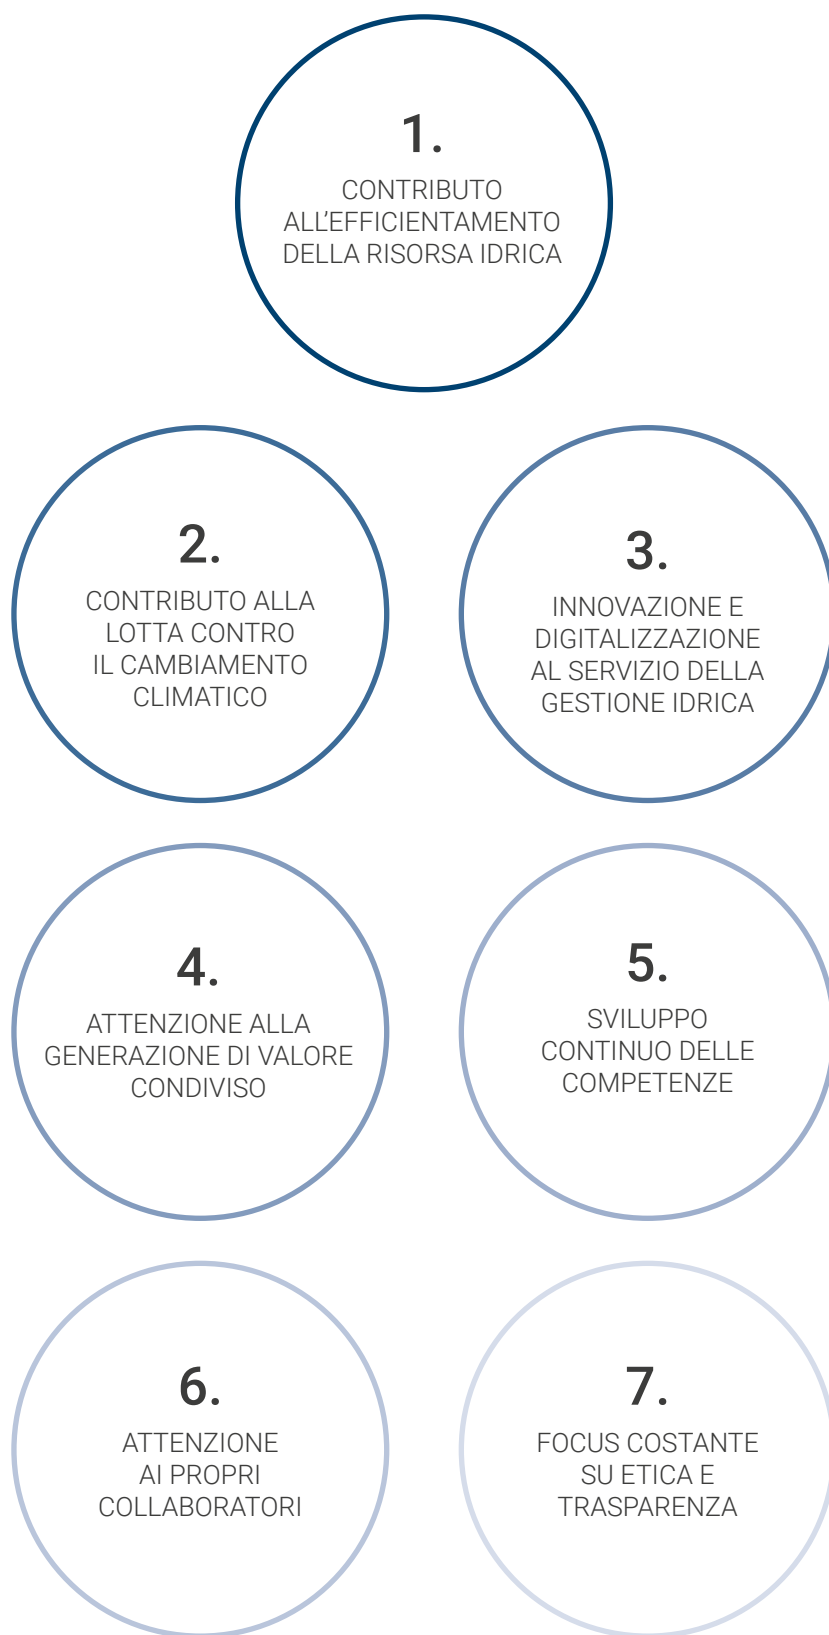 1.
CONTRIBUTO
ALL’EFFICIENTAMENTO
DELLA RISORSA IDRICA
2.
CONTRIBUTO ALLA
LOTTA CONTRO
IL CAMBIAMENTO
CLIMATICO
3.
INNOVAZIONE E
DIGITALIZZAZIONE
AL SERVIZIO DELLA
GESTIONE IDRICA
4.
ATTENZIONE ALLA
GENERAZIONE DI VALORE
CONDIVISO
5.
SVILUPPO
CONTINUO DELLE
COMPETENZE
6.
ATTENZIONE
AI PROPRI
COLLABORATORI
7.
FOCUS COSTANTE
SU ETICA E
TRASPARENZA